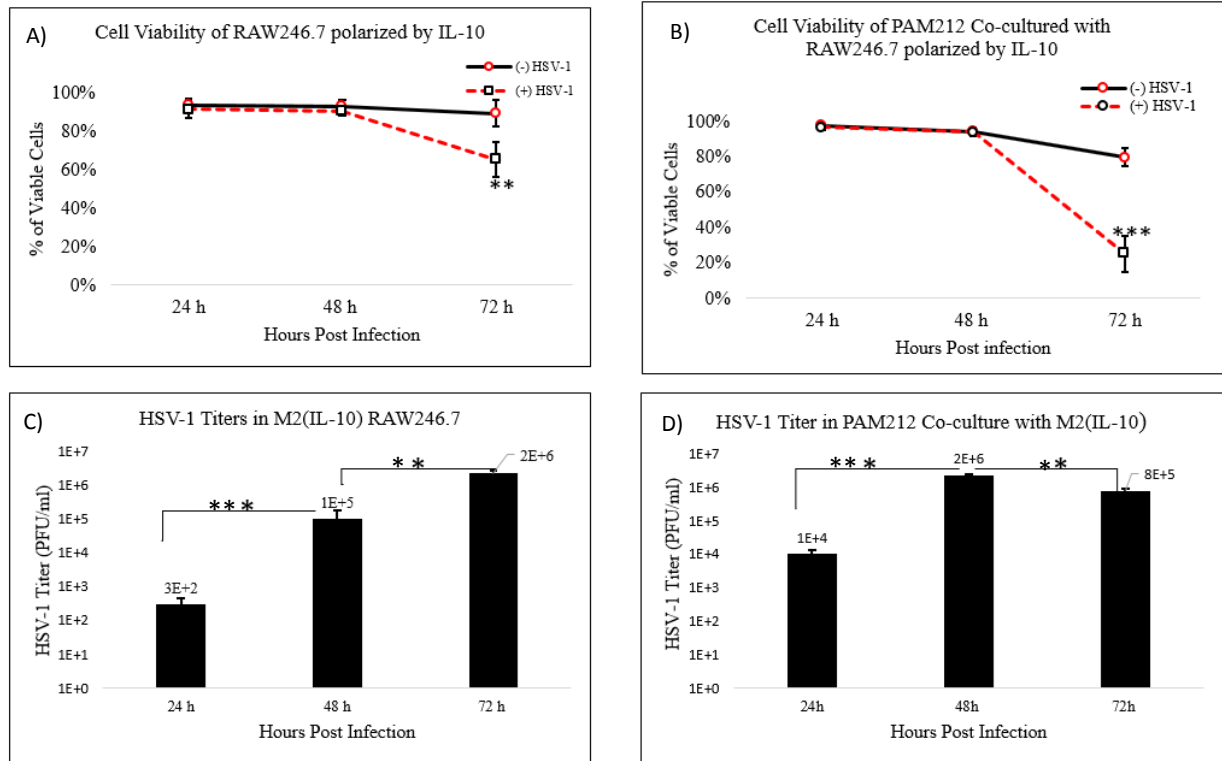 A)
Cell Viability of RAW246.7 polarized by IL-10
(-) HSV-1
(+) HSV-1
% of Viable Cells
100%
80%
60%
40%
20%
0%
**
24 h 48 h 72 h
Hours Post Infection
B)
Cell Viability of PAM212 Co-cultured with
RAW246.7 polarized by IL-10
(-) HSV-1
(+) HSV-1
% of Viable Cells
100%
80%
60%
40%
20%
0%
***
24 h 48 h 72 h
Hours Post infection
C)
HSV-1 Titers in M2(IL-10) RAW246.7
HSV-1 Titer (PFU/ml)
1E+7
1E+6
1E+5
1E+4
1E+3
1E+2
1E+1
1E+0
***
**
3E+2
1E+5
2E+6
24 h 48 h 72 h
Hours Post Infection
D)
HSV-1 Titer in PAM212 Co-culture with M2(IL-10)
HSV-1 Titer (PFU/ml)
1E+7
1E+6
1E+5
1E+4
1E+3
1E+2
1E+1
1E+0
***
**
1E+4
2E+6
8E+5
24h 48h 72h
Hours Post Infection